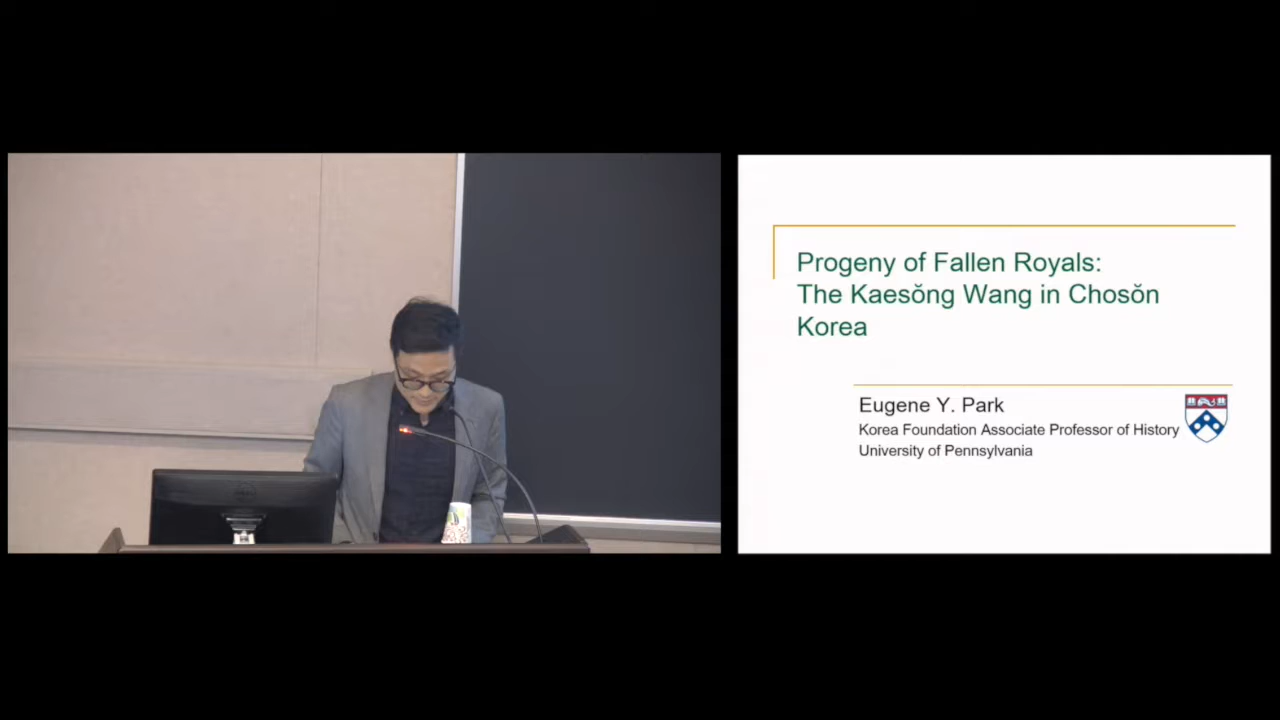 Progeny of Fallen Royals:
The Kaesŏng Wang in Chosŏn
Korea
Eugene Y. Park
Korea Foundation Associate Professor of History
University of Pennsylvania